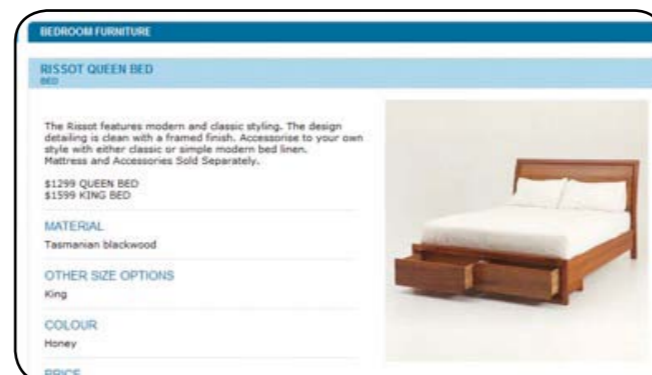 BEDROOM FURNITURE
RISSOT QUEEN BED
BED
The Rissot features modern and classic styling. The design
detailing is clean with a framed finish. Accessorise to your own
style with either classic or simple modern bed linen.
Mattress and Accessories Sold Separately.
$1299 QUEEN BED
$1599 KING BED
MATERIAL
Tasmanian blackwood
OTHER SIZE OPTIONS
King
COLOUR
Honey
PRICE